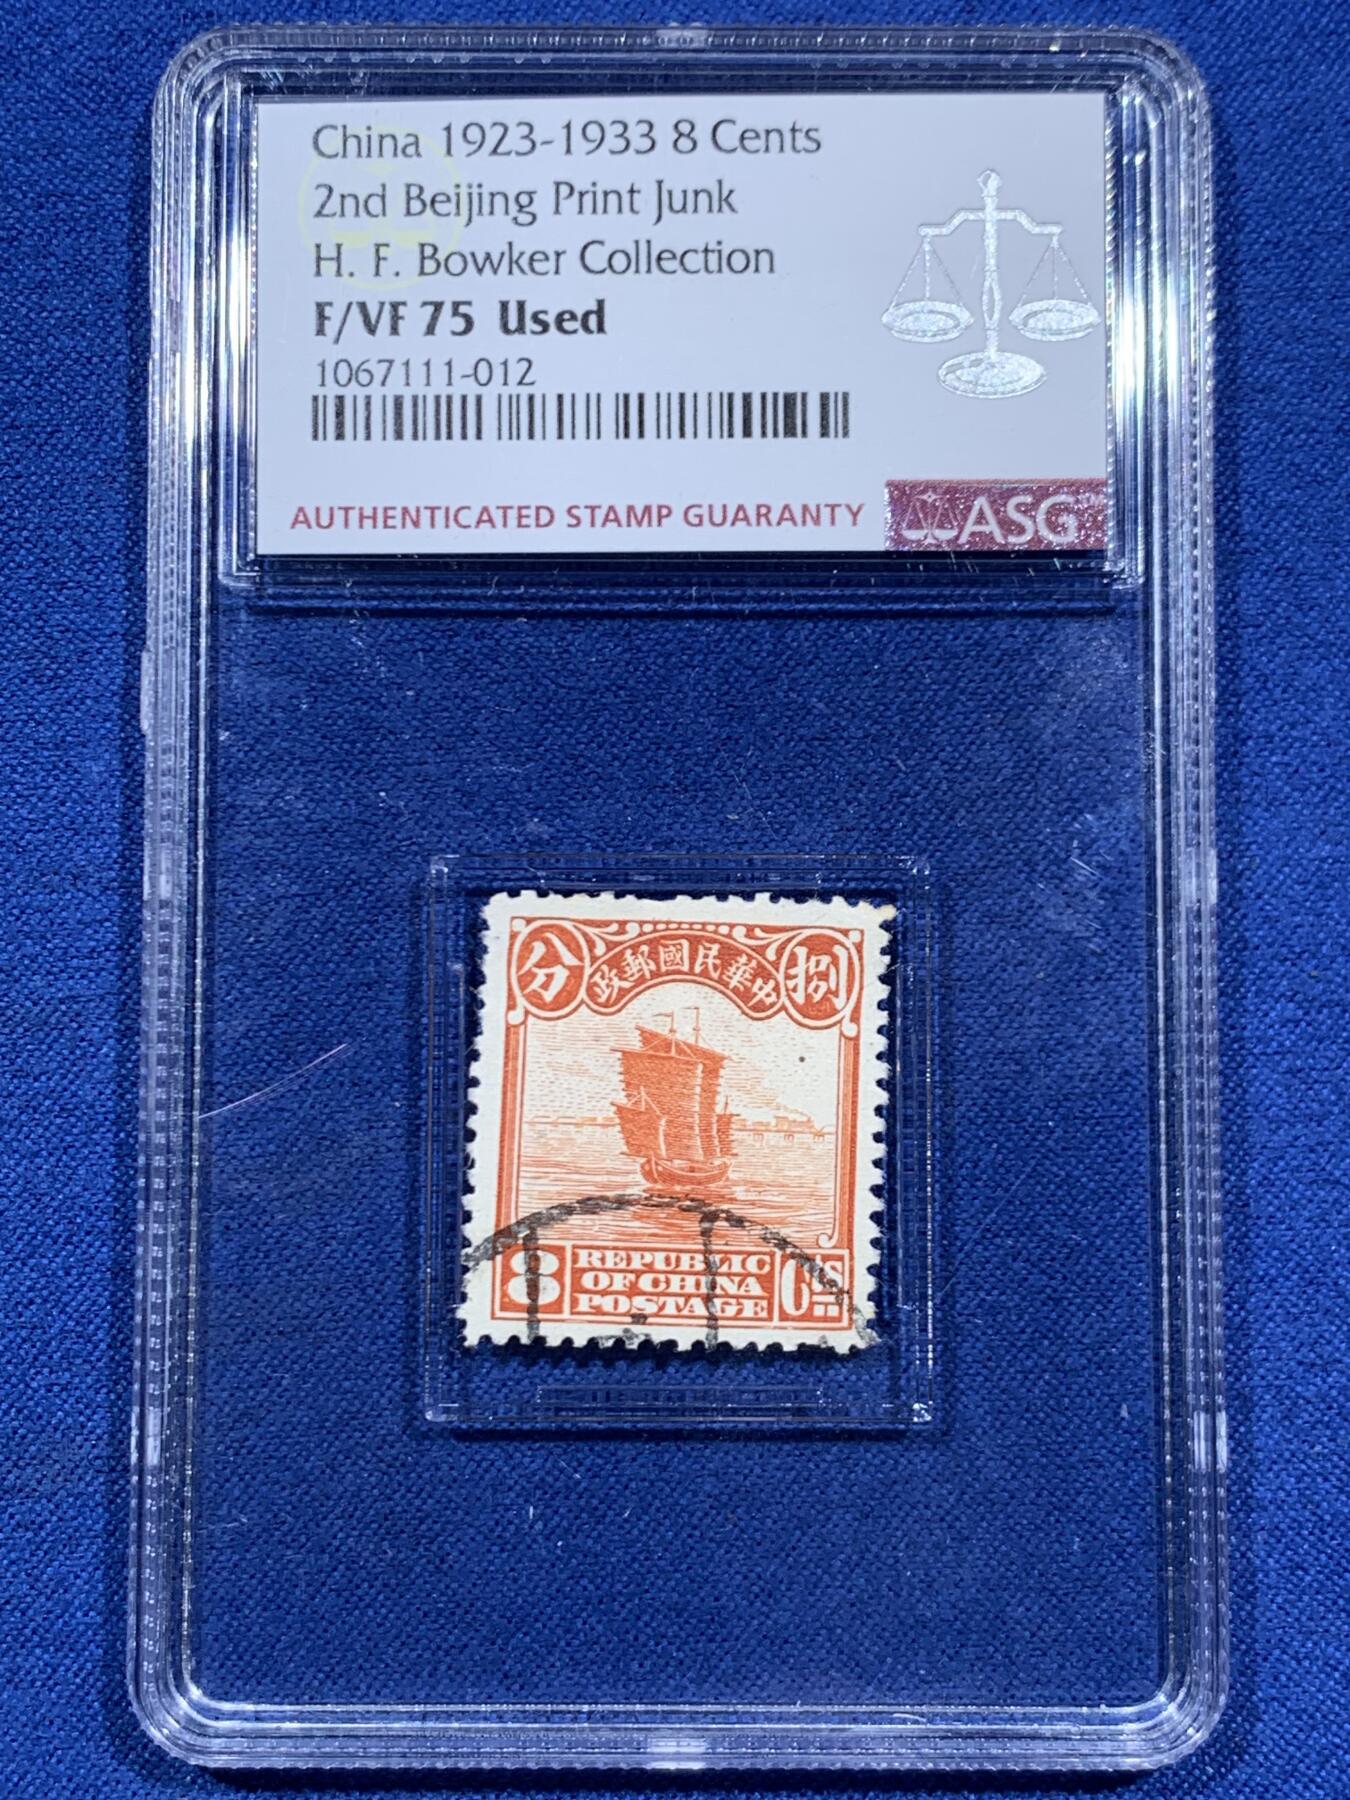 China 1923-1933 8 Cents
2nd Beijing Print Junk
H. F. Bowker Collection
F/VF 75 Used
1067111-012
AUTHENTICATED STAMP GUARANTY
ASG
分 政郵國民華中 捌
8 REPUBLIC OF CHINA POSTAGE Cts